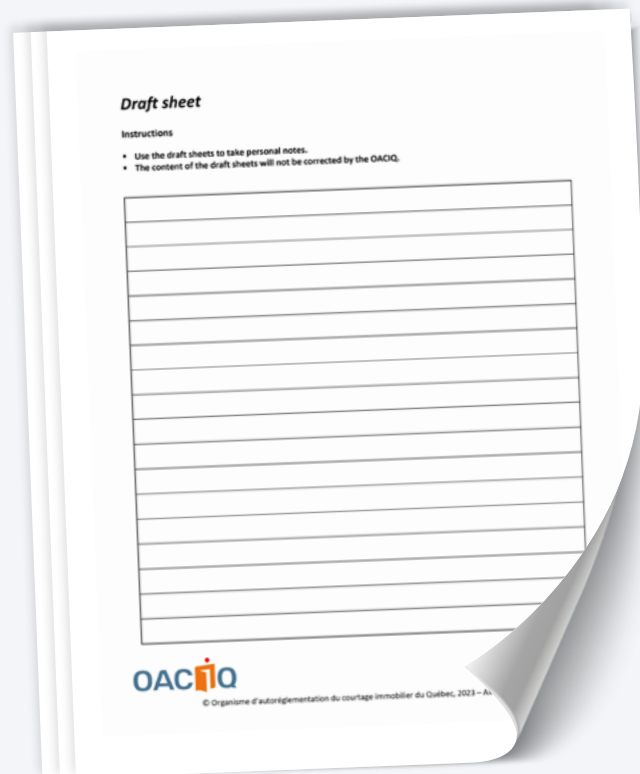 Draft sheet
Instructions
• Use the draft sheets to take personal notes.
• The content of the draft sheets will not be corrected by the OACIQ.
OACIQ
© Organisme d'autoréglementation du courtage immobilier du Québec, 2023 –